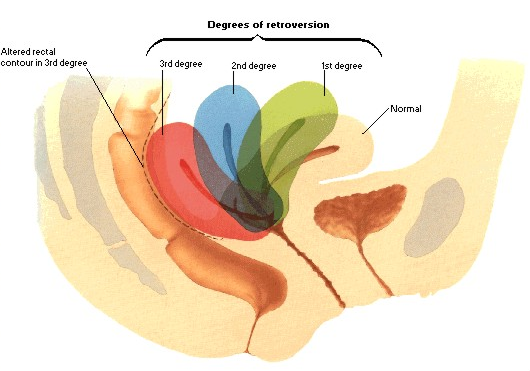 Degrees of retroversion
Altered rectal
contour in 3rd degree
3rd degree
2nd degree
1st degree
Normal